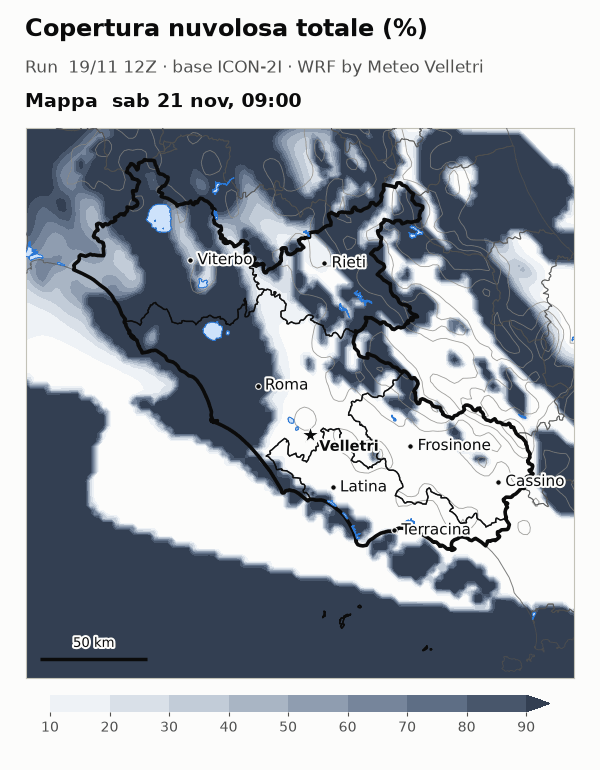 Copertura nuvolosa totale (%)
Run 19/11 12Z · base ICON-2I · WRF by Meteo Velletri
Mappa sab 21 nov, 09:00
Viterbo
Rieti
Roma
Velletri
Frosinone
Latina
Cassino
Terracina
50 km
10 20 30 40 50 60 70 80 90